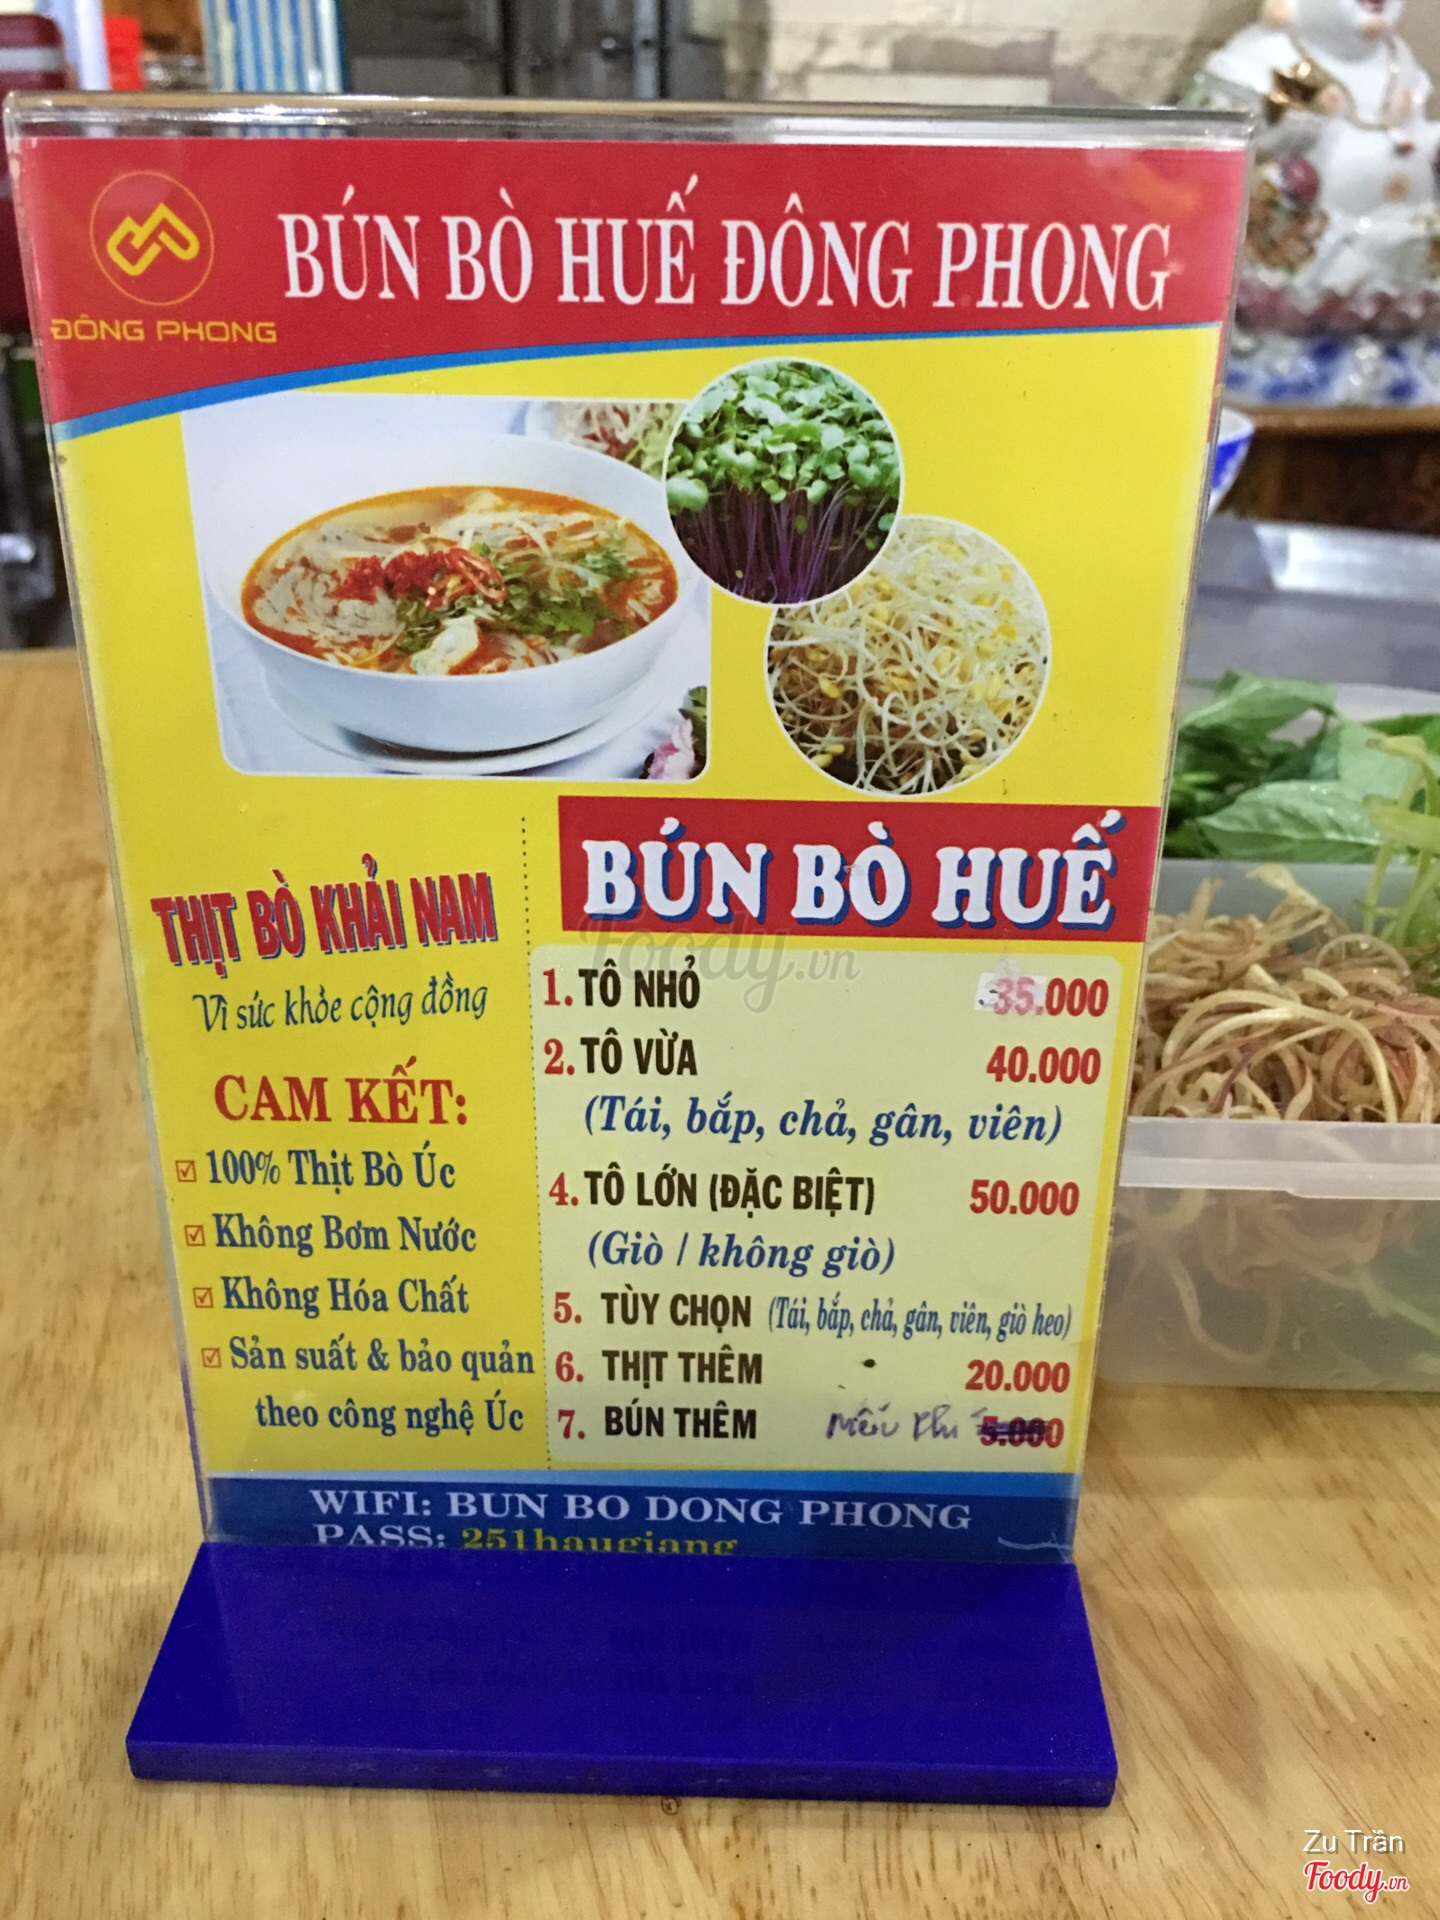 BÚN BÒ HUẾ ĐÔNG PHONG
ĐÔNG PHONG
THỊT BÒ KHẢI NAM
Vì sức khỏe cộng đồng
CAM KẾT:
100% Thịt Bò Úc
Không Bơm Nước
Không Hóa Chất
Sản suất & bảo quản
theo công nghệ Úc
BÚN BÒ HUẾ
Foody.vn
1. TÔ NHỎ 35.000
2. TÔ VỪA 40.000
(Tái, bắp, chả, gân, viên)
4. TÔ LỚN (ĐẶC BIỆT) 50.000
(Giò / không giò)
5. TÙY CHỌN (Tái, bắp, chả, gân, viên, giò heo)
6. THỊT THÊM 20.000
7. BÚN THÊM 5.000
WIFI: BUN BO DONG PHONG
PASS: 251haugiang
Zu Trần
Foody.vn